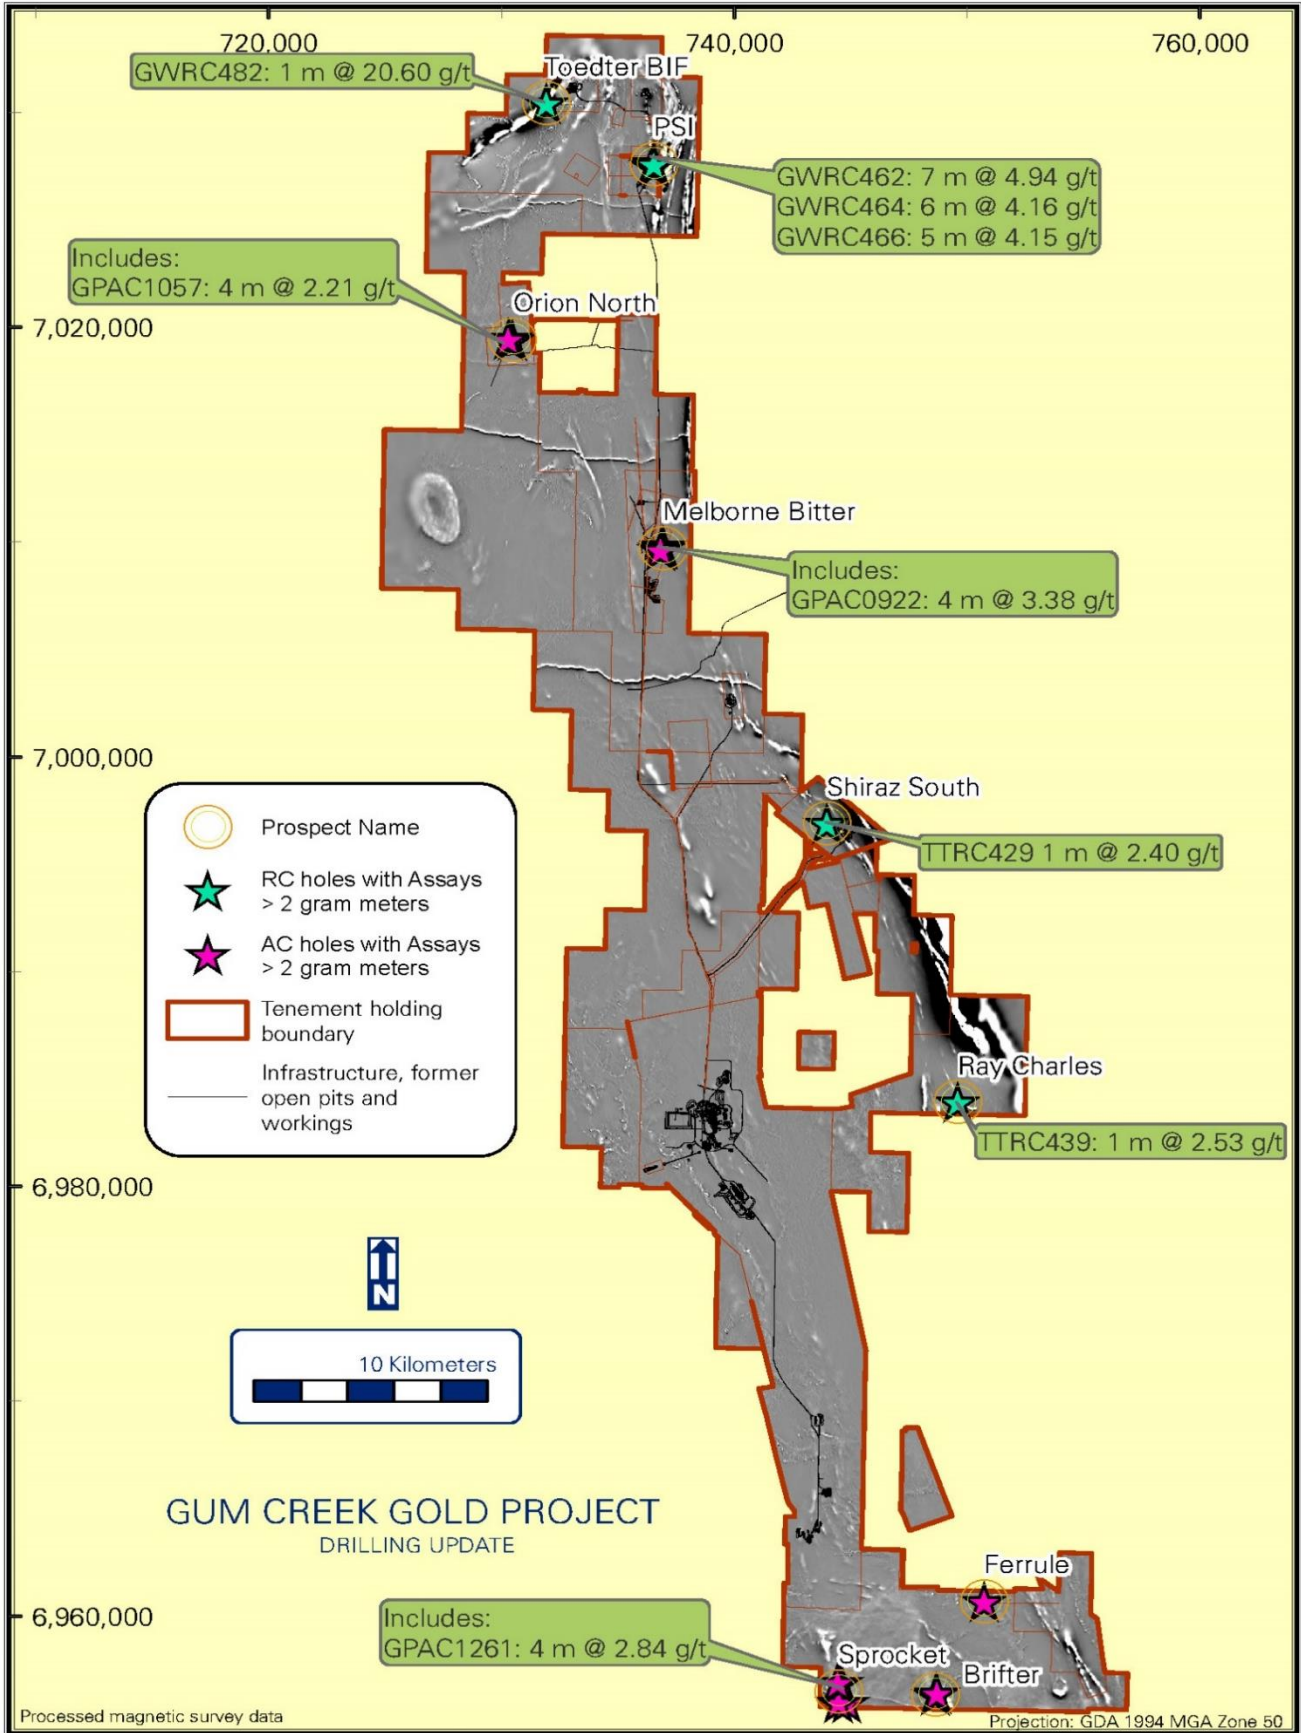 720,000
740,000
760,000
GWRC482: 1 m @ 20.60 g/t
Toedter BIF
PSI
GWRC462: 7 m @ 4.94 g/t
GWRC464: 6 m @ 4.16 g/t
GWRC466: 5 m @ 4.15 g/t
Includes:
GPAC1057: 4 m @ 2.21 g/t
Orion North
7,020,000
Melborne Bitter
Includes:
GPAC0922: 4 m @ 3.38 g/t
7,000,000
Shiraz South
TTRC429 1 m @ 2.40 g/t
Prospect Name
RC holes with Assays
> 2 gram meters
AC holes with Assays
> 2 gram meters
Tenement holding
boundary
Infrastructure, former
open pits and
workings
Ray Charles
TTRC439: 1 m @ 2.53 g/t
6,980,000
N
10 Kilometers
GUM CREEK GOLD PROJECT
DRILLING UPDATE
Ferrule
6,960,000
Includes:
GPAC1261: 4 m @ 2.84 g/t
Sprocket
Brifter
Processed magnetic survey data
Projection: GDA 1994 MGA Zone 50